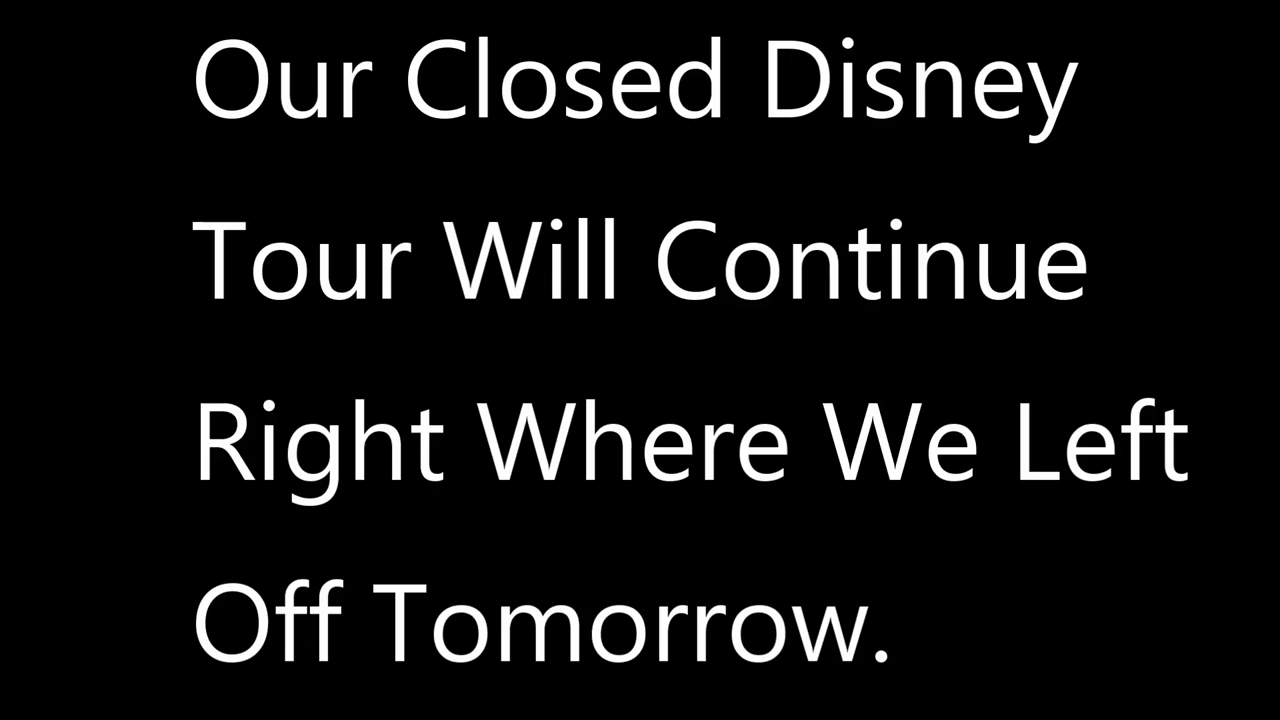 Our Closed Disney
Tour Will Continue
Right Where We Left
Off Tomorrow.